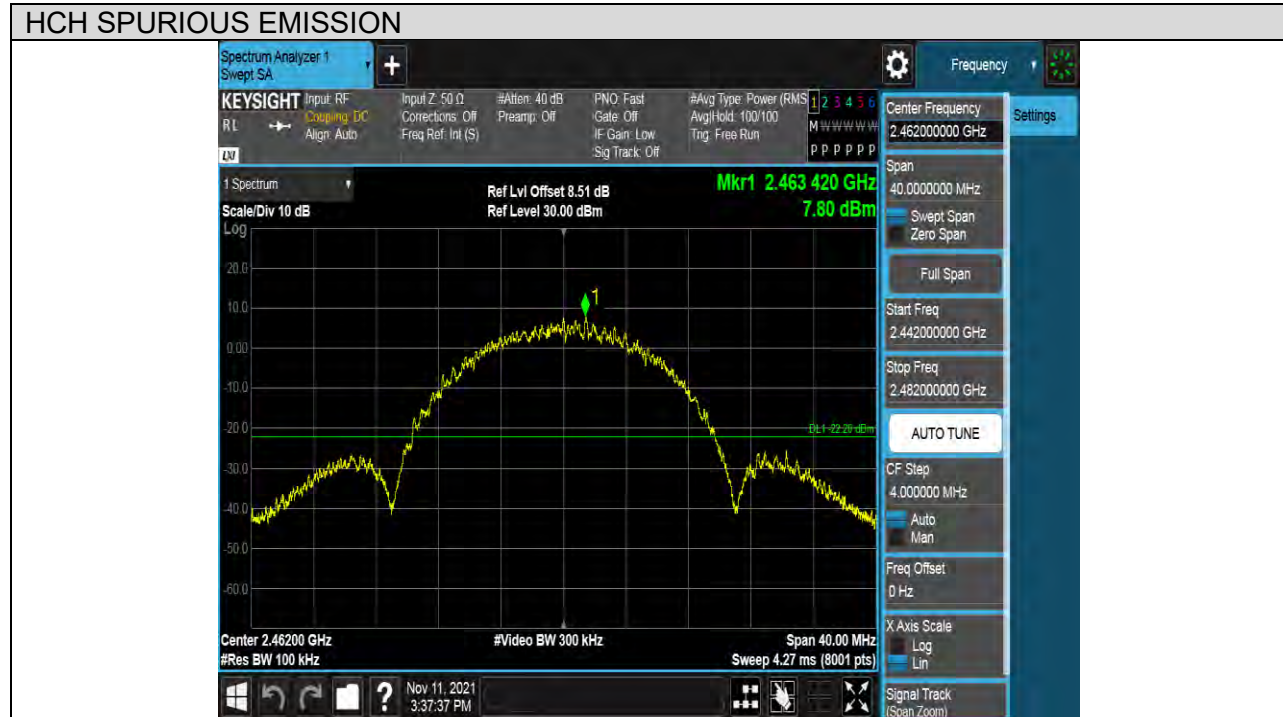 HCH SPURIOUS EMISSION
Spectrum Analyzer 1
Swept SA
+
Frequency
KEYSIGHT
RL
LXI
Input: RF
Coupling: DC
Align: Auto
Input Z: 50 Ω
Corrections: Off
Freq Ref: Int (S)
#Atten: 40 dB
Preamp: Off
PNO: Fast
Gate: Off
IF Gain: Low
Sig Track: Off
#Avg Type: Power (RMS
Avg|Hold: 100/100
Trig: Free Run
1 2 3 4 5 6
M W W W W W
P P P P P P
1 Spectrum
Scale/Div 10 dB
Ref Lvl Offset 8.51 dB
Ref Level 30.00 dBm
Mkr1 2.463 420 GHz
7.80 dBm
Log
20.0
10.0
0.00
-10.0
-20.0
-30.0
-40.0
-50.0
-60.0
1
DL1 -22.20 dBm
Center 2.46200 GHz
#Res BW 100 kHz
#Video BW 300 kHz
Span 40.00 MHz
Sweep 4.27 ms (8001 pts)
?
Nov 11, 2021
3:37:37 PM
Center Frequency
2.462000000 GHz
Settings
Span
40.0000000 MHz
Swept Span
Zero Span
Full Span
Start Freq
2.442000000 GHz
Stop Freq
2.482000000 GHz
AUTO TUNE
CF Step
4.000000 MHz
Auto
Man
Freq Offset
0 Hz
X Axis Scale
Log
Lin
Signal Track
(Span Zoom)